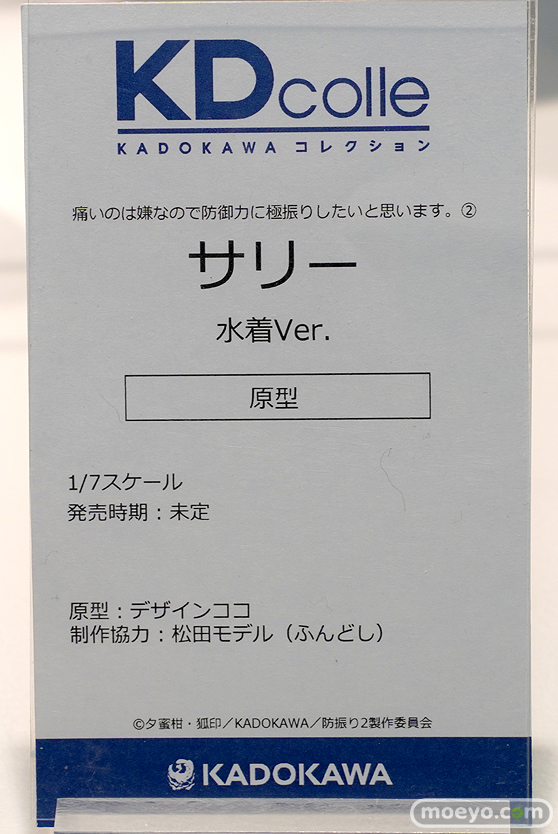 KDcolle
KADOKAWA コレクション
痛いのは嫌なので防御力に極振りしたいと思います。②
サリー
水着Ver.
原型
1/7スケール
発売時期：未定
原型：デザインココ
制作協力：松田モデル（ふんどし）
©夕蜜柑・狐印／KADOKAWA／防振り2製作委員会
KADOKAWA
moeyo.com